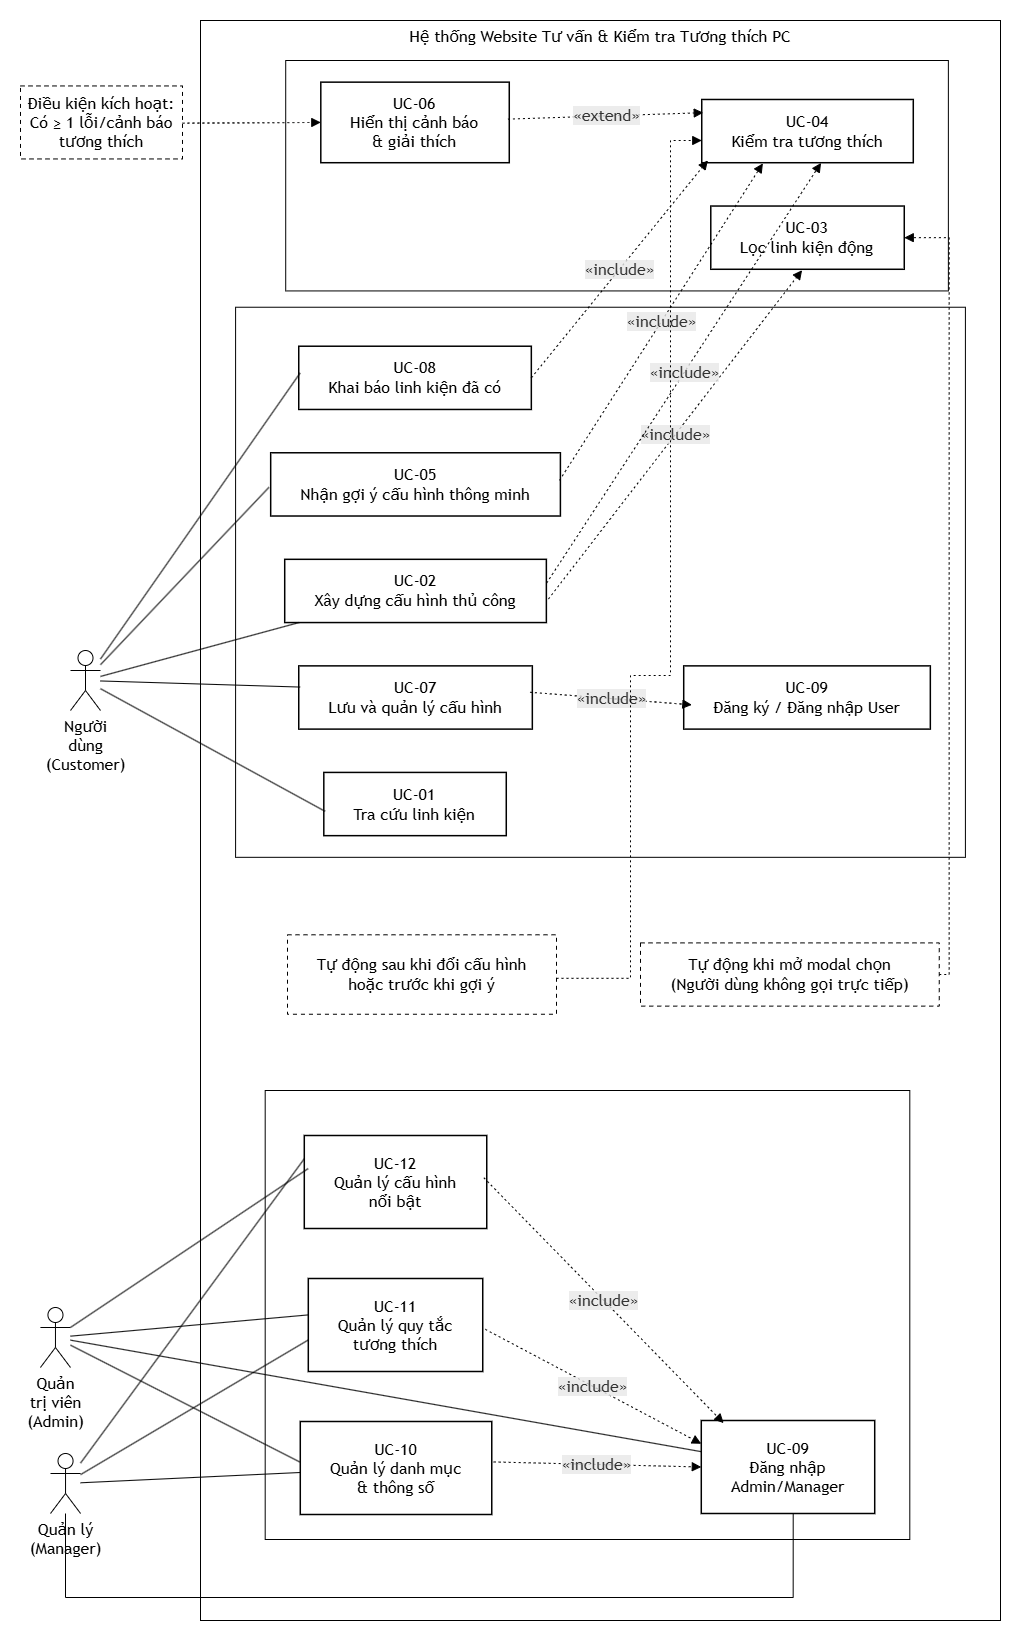 Hệ thống Website Tư vấn & Kiểm tra Tương thích PC
Điều kiện kích hoạt:
Có ≥ 1 lỗi/cảnh báo
tương thích
UC-06
Hiển thị cảnh báo
& giải thích
«extend»
UC-04
Kiểm tra tương thích
UC-03
Lọc linh kiện động
«include»
«include»
«include»
«include»
UC-08
Khai báo linh kiện đã có
UC-05
Nhận gợi ý cấu hình thông minh
UC-02
Xây dựng cấu hình thủ công
UC-07
Lưu và quản lý cấu hình
«include»
UC-09
Đăng ký / Đăng nhập User
Người
dùng
(Customer)
UC-01
Tra cứu linh kiện
Tự động sau khi đổi cấu hình
hoặc trước khi gợi ý
Tự động khi mở modal chọn
(Người dùng không gọi trực tiếp)
UC-12
Quản lý cấu hình
nổi bật
«include»
UC-11
Quản lý quy tắc
tương thích
«include»
Quản
trị viên
(Admin)
UC-10
Quản lý danh mục
& thông số
«include»
UC-09
Đăng nhập
Admin/Manager
Quản lý
(Manager)